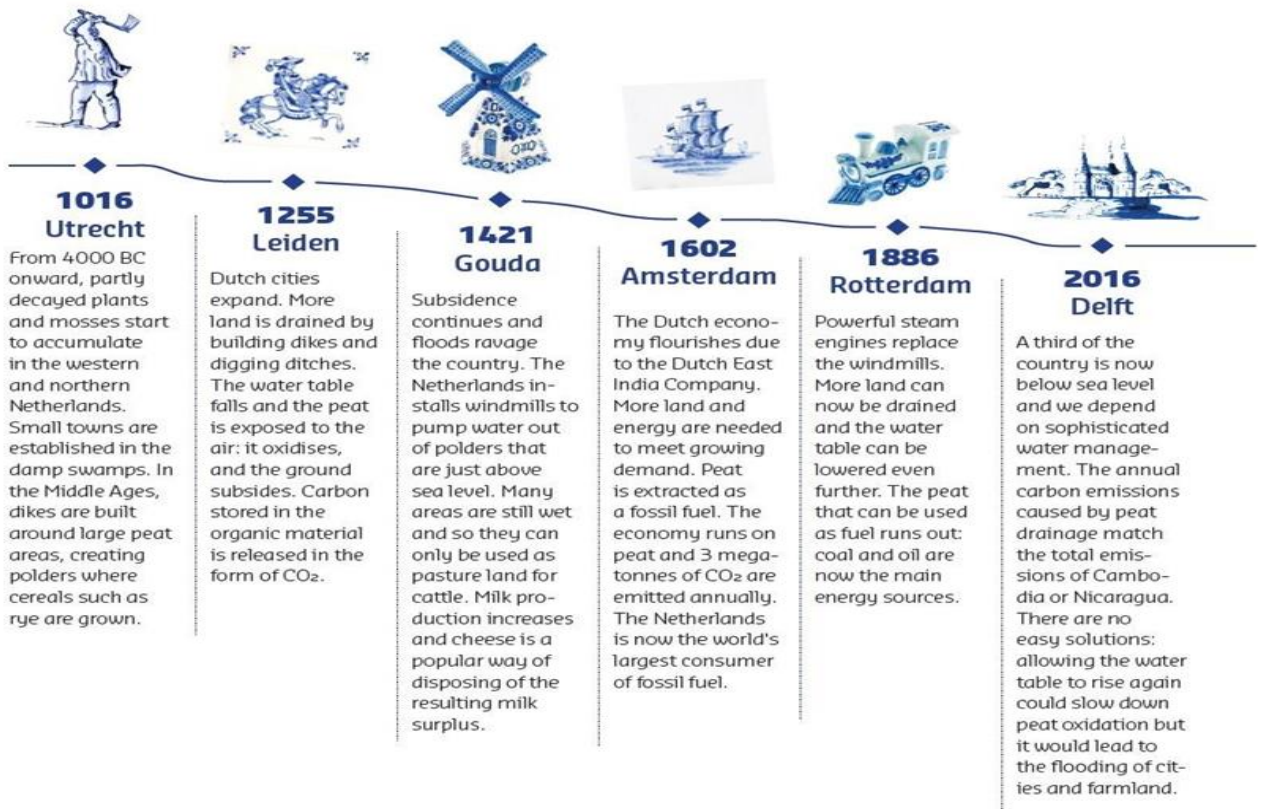 1016
Utrecht
From 4000 BC
onward, partly
decayed plants
and mosses start
to accumulate
in the western
and northern
Netherlands.
Small towns are
established in the
damp swamps. In
the Middle Ages,
dikes are built
around large peat
areas, creating
polders where
cereals such as
rye are grown.
1255
Leiden
Dutch cities
expand. More
land is drained by
building dikes and
digging ditches.
The water table
falls and the peat
is exposed to the
air: it oxidises,
and the ground
subsides. Carbon
stored in the
organic material
is released in the
form of CO₂.
1421
Gouda
Subsidence
continues and
floods ravage
the country. The
Netherlands in-
stalls windmills to
pump water out
of polders that
are just above
sea level. Many
areas are still wet
and so they can
only be used as
pasture land for
cattle. Milk pro-
duction increases
and cheese is a
popular way of
disposing of the
resulting milk
surplus.
1602
Amsterdam
The Dutch econo-
my flourishes due
to the Dutch East
India Company.
More land and
energy are needed
to meet growing
demand. Peat
is extracted as
a fossil fuel. The
economy runs on
peat and 3 mega-
tonnes of CO₂ are
emitted annually.
The Netherlands
is now the world's
largest consumer
of fossil fuel.
1886
Rotterdam
Powerful steam
engines replace
the windmills.
More land can
now be drained
and the water
table can be
lowered even
further. The peat
that can be used
as fuel runs out:
coal and oil are
now the main
energy sources.
2016
Delft
A third of the
country is now
below sea level
and we depend
on sophisticated
water manage-
ment. The annual
carbon emissions
caused by peat
drainage match
the total emis-
sions of Cambo-
dia or Nicaragua.
There are no
easy solutions:
allowing the water
table to rise again
could slow down
peat oxidation but
it would lead to
the flooding of cit-
ies and farmland.